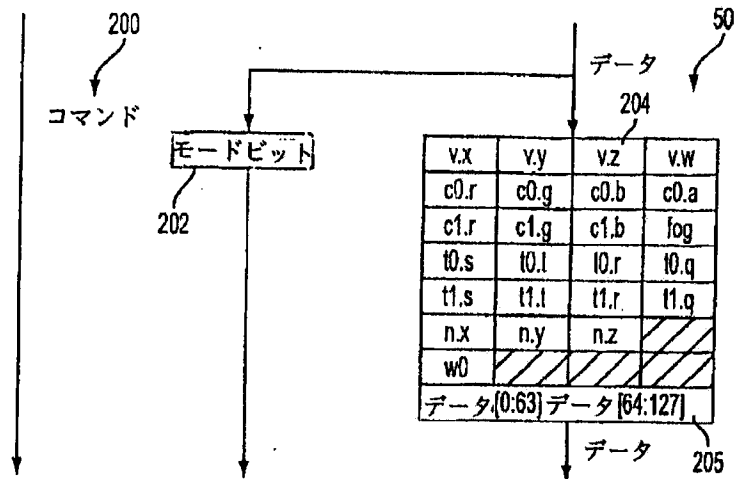 200
50
データ
コマンド
204
モードビット
202
v.x v.y v.z v.w
c0.r c0.g c0.b c0.a
c1.r c1.g c1.b fog
t0.s t0.t t0.r t0.q
t1.s t1.t t1.r t1.q
n.x n.y n.z
w0
データ[0:63] データ[64:127]
データ
205